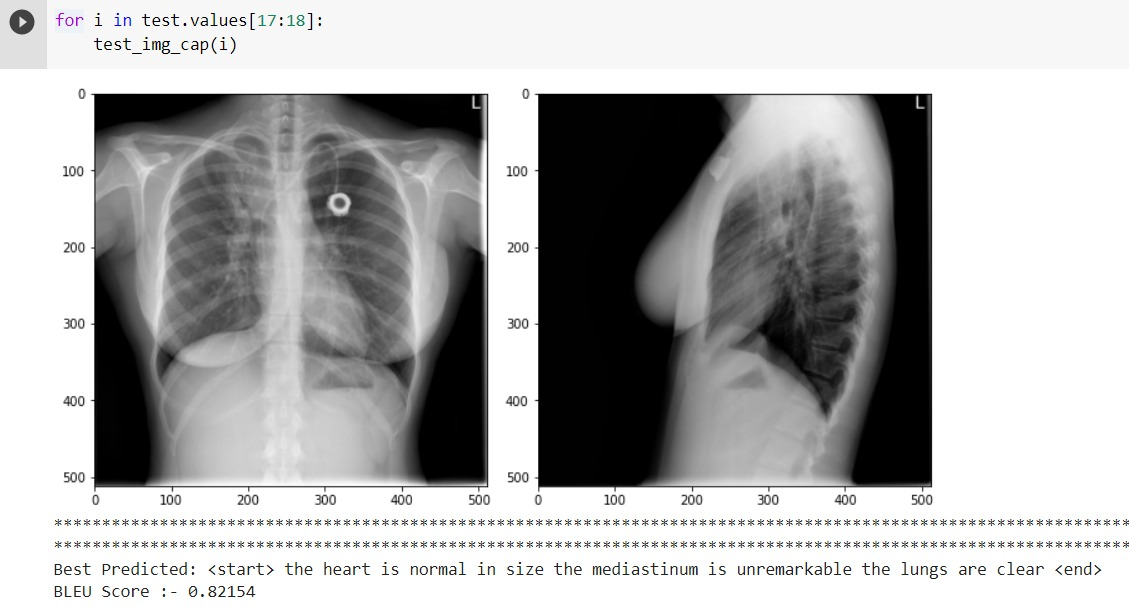 for i in test.values[17:18]:
test_img_cap(i)
0 L 0 L
100 100
200 200
300 300
400 400
500 500
0 100 200 300 400 500 0 100 200 300 400 500
****************************************************************************************************************
****************************************************************************************************************
Best Predicted: <start> the heart is normal in size the mediastinum is unremarkable the lungs are clear <end>
BLEU Score :- 0.82154